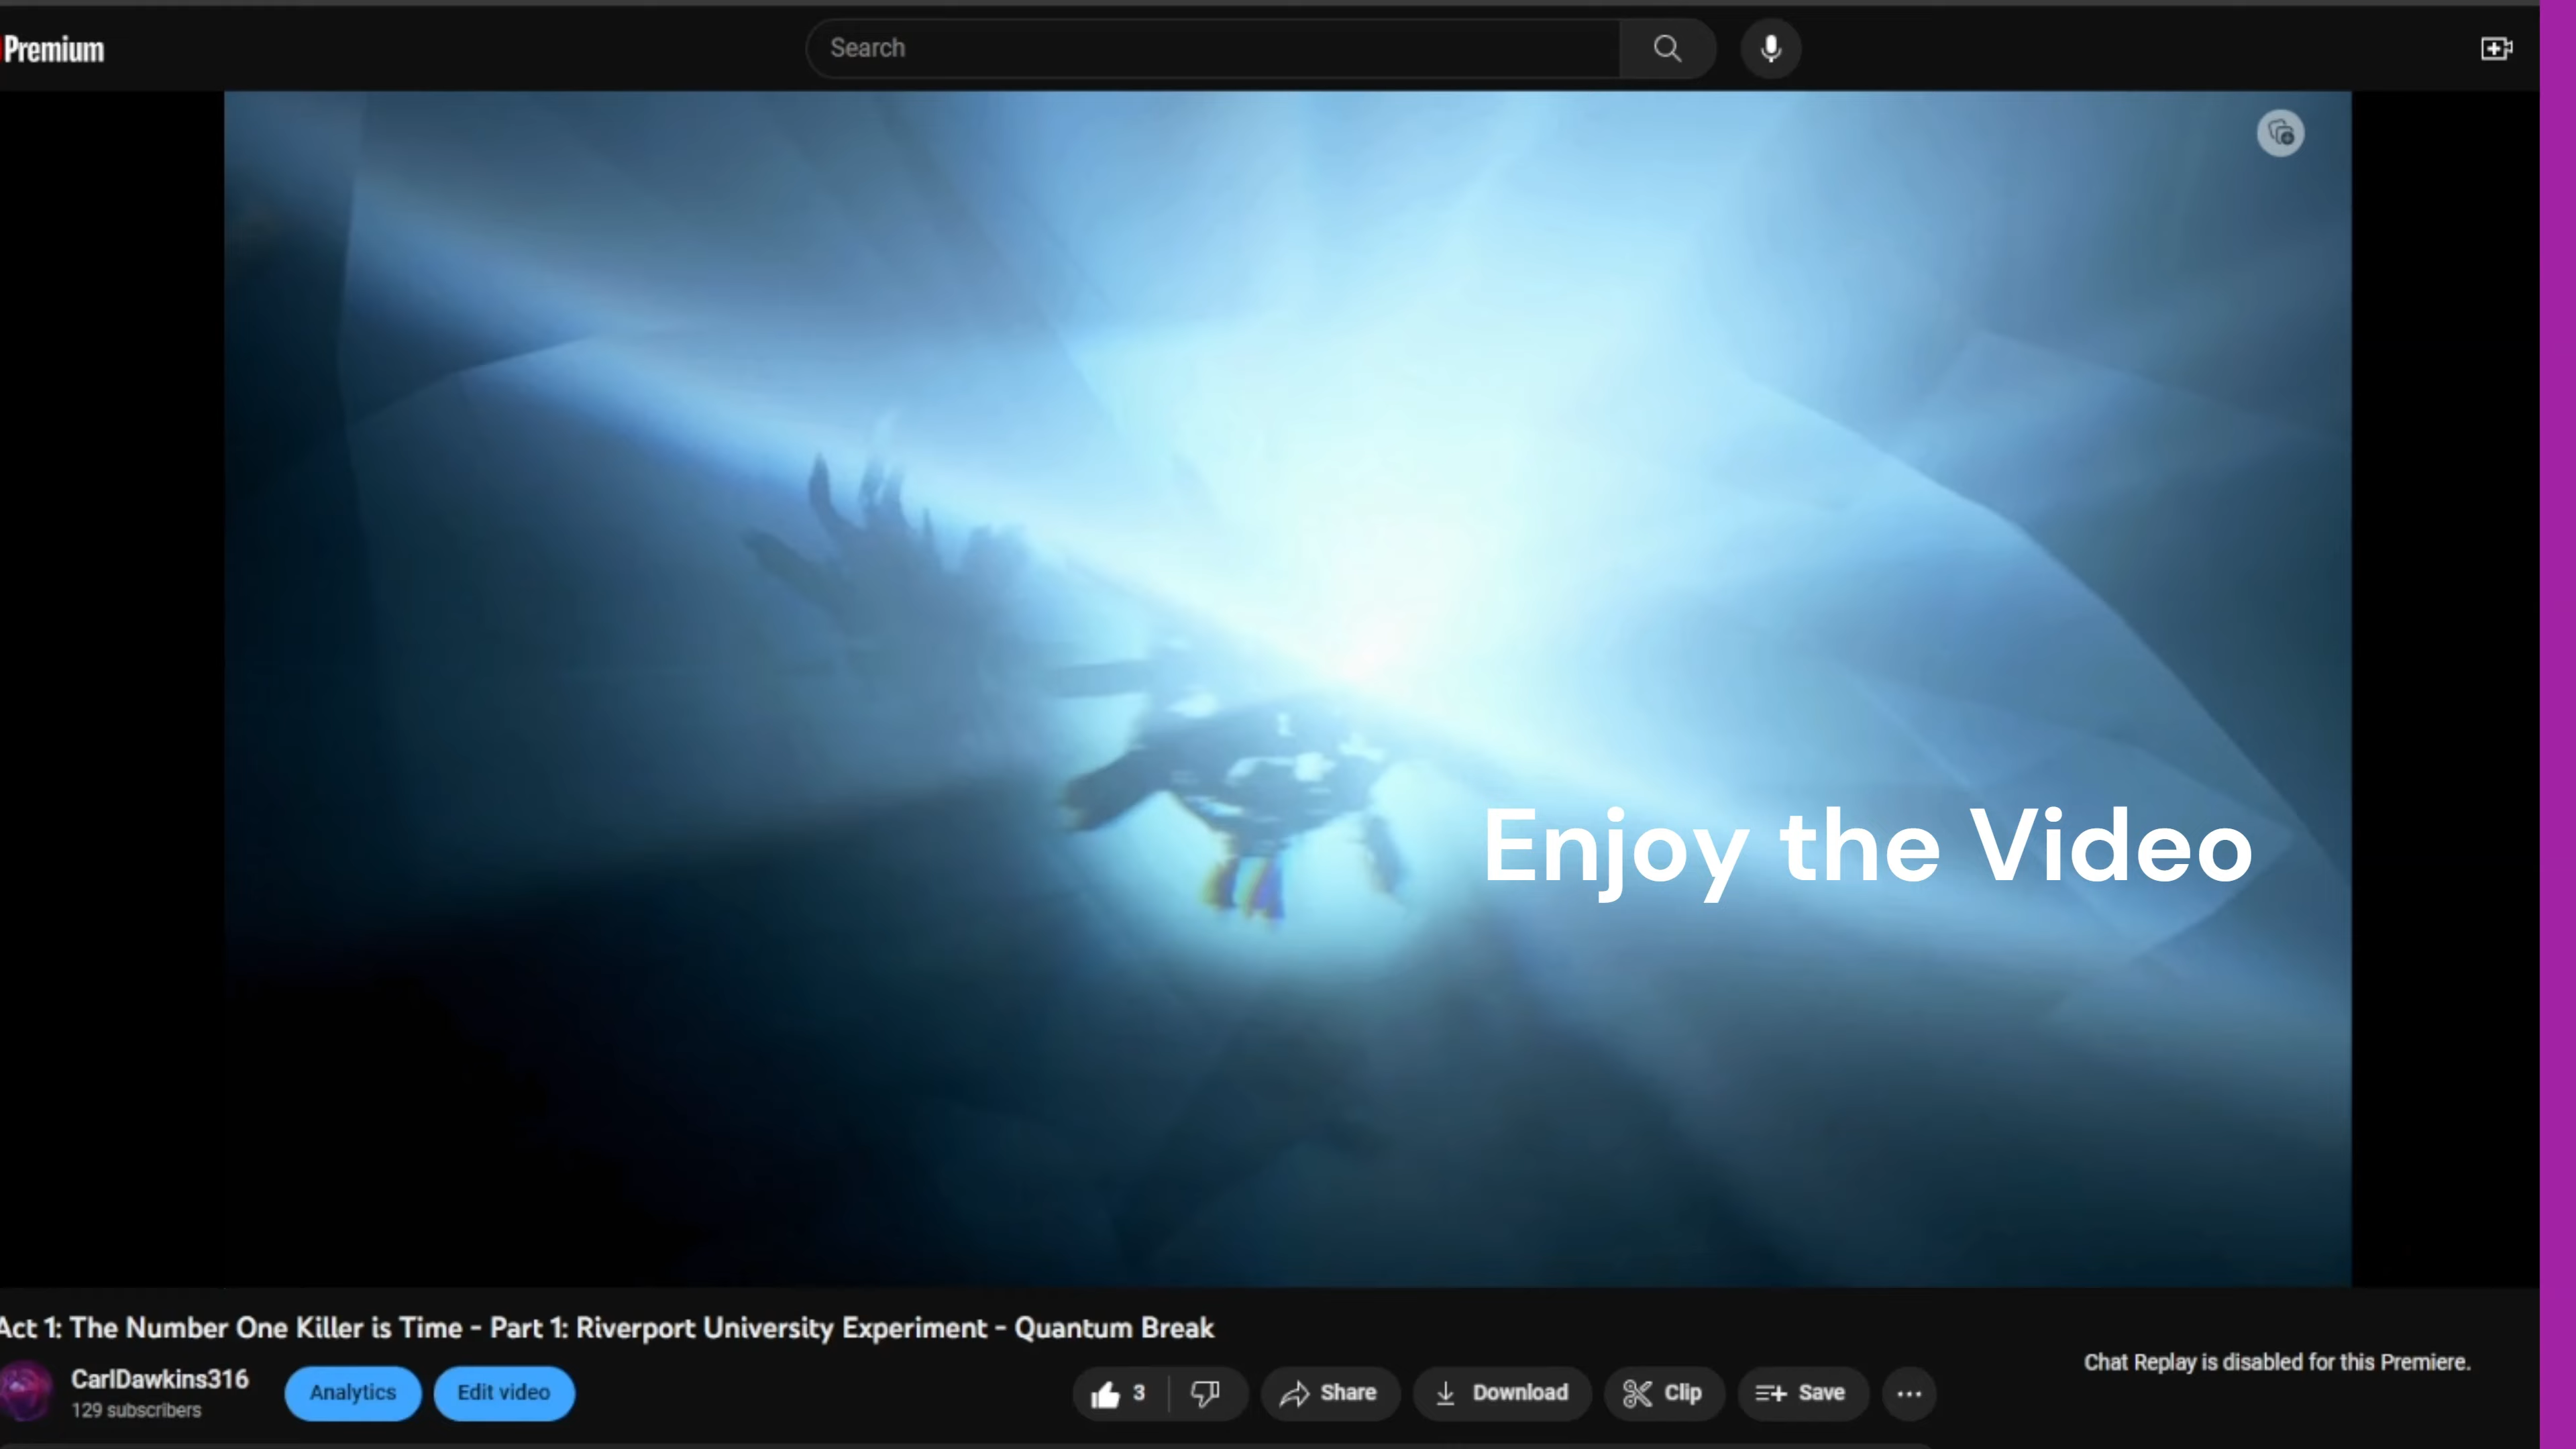 Premium
Search
Enjoy the Video
Act 1: The Number One Killer is Time - Part 1: Riverport University Experiment - Quantum Break
Chat Replay is disabled for this Premiere.
CarlDawkins316
129 subscribers
Analytics
Edit video
3
Share
Download
Clip
Save